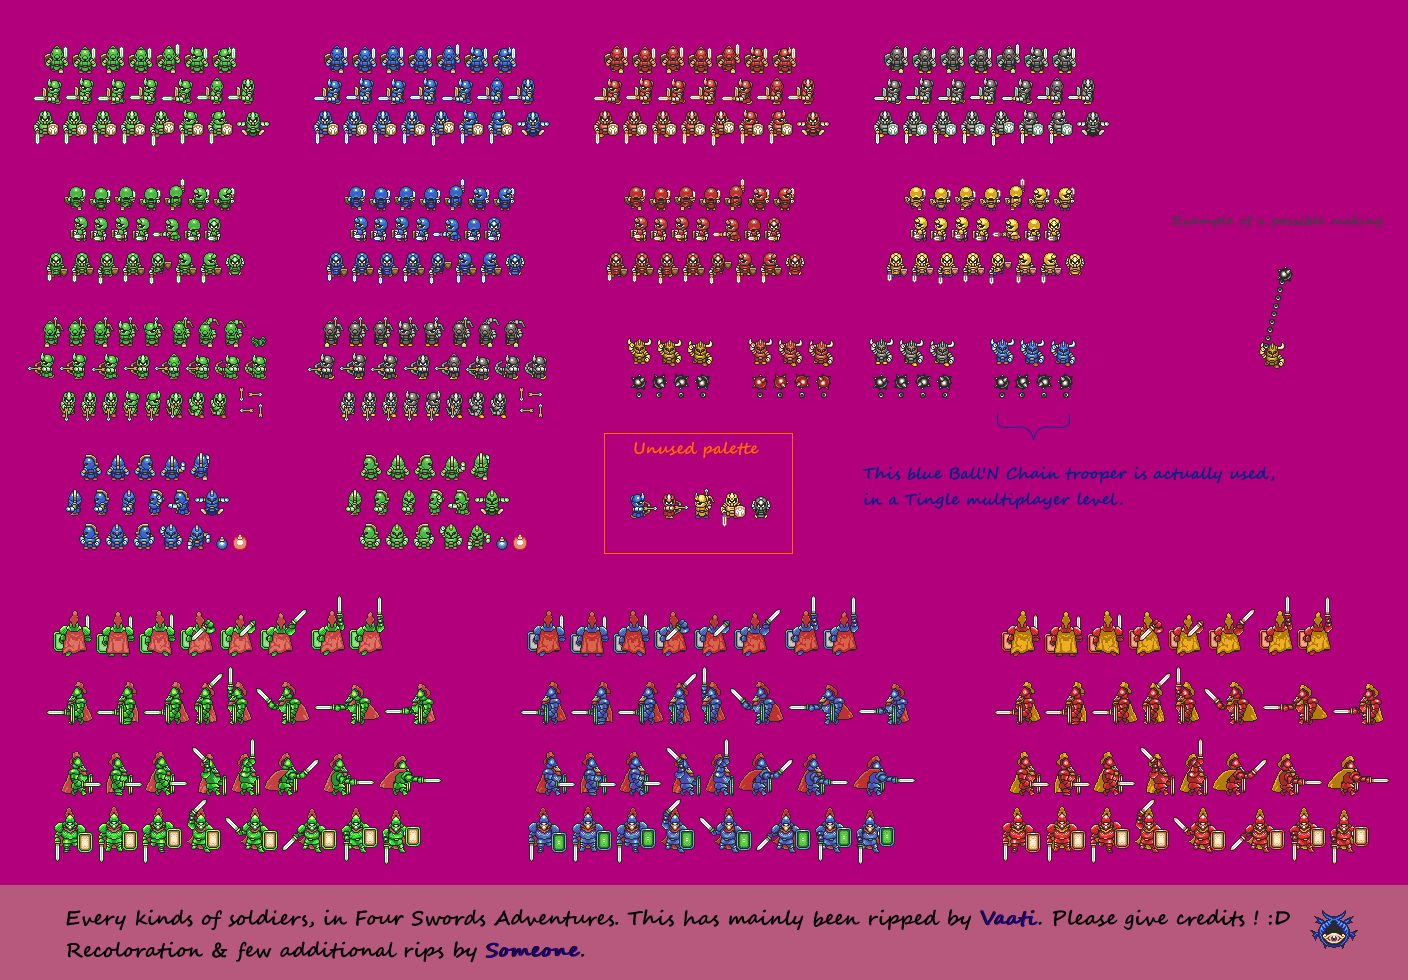 Example of a possible making
Unused palette
This blue Ball'N Chain trooper is actually used,
in a Tingle multiplayer level.
Every kinds of soldiers, in Four Swords Adventures. This has mainly been ripped by Vaati. Please give credits ! :D
Recoloration & few additional rips by Someone.